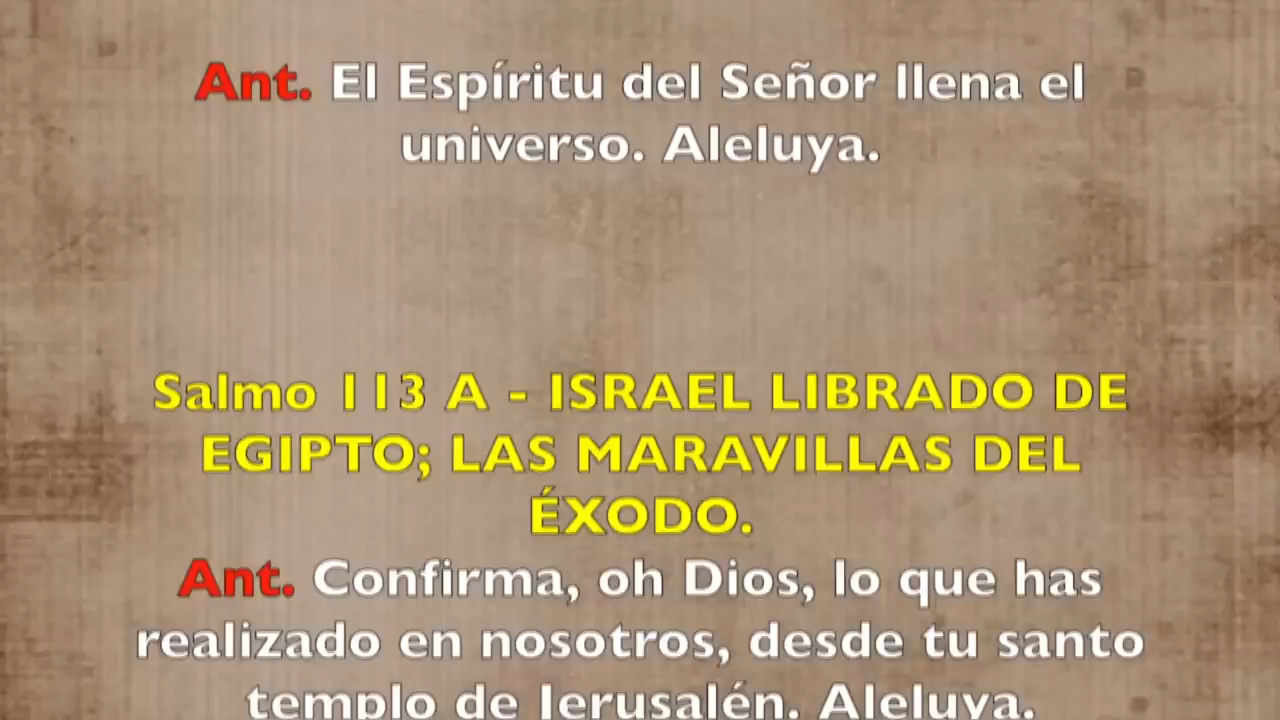 Ant. El Espíritu del Señor llena el
universo. Aleluya.
Salmo 113 A - ISRAEL LIBRADO DE
EGIPTO; LAS MARAVILLAS DEL
ÉXODO.
Ant. Confirma, oh Dios, lo que has
realizado en nosotros, desde tu santo
templo de Jerusalén. Aleluya.